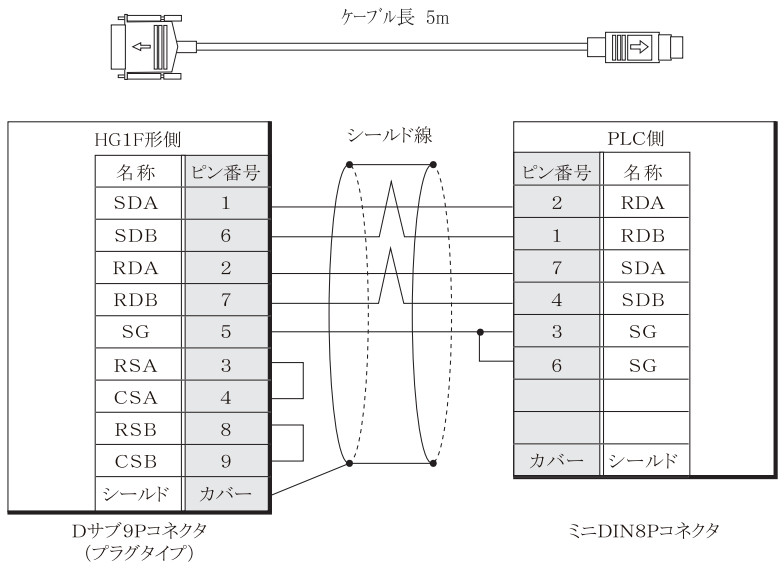 ケーブル長 5m
HG1F形側
シールド線
PLC側
名称 ピン番号
ピン番号 名称
SDA 1
2 RDA
SDB 6
1 RDB
RDA 2
7 SDA
RDB 7
4 SDB
SG 5
3 SG
RSA 3
6 SG
CSA 4
RSB 8
CSB 9
カバー シールド
シールド カバー
Dサブ9Pコネクタ
(プラグタイプ)
ミニDIN8Pコネクタ